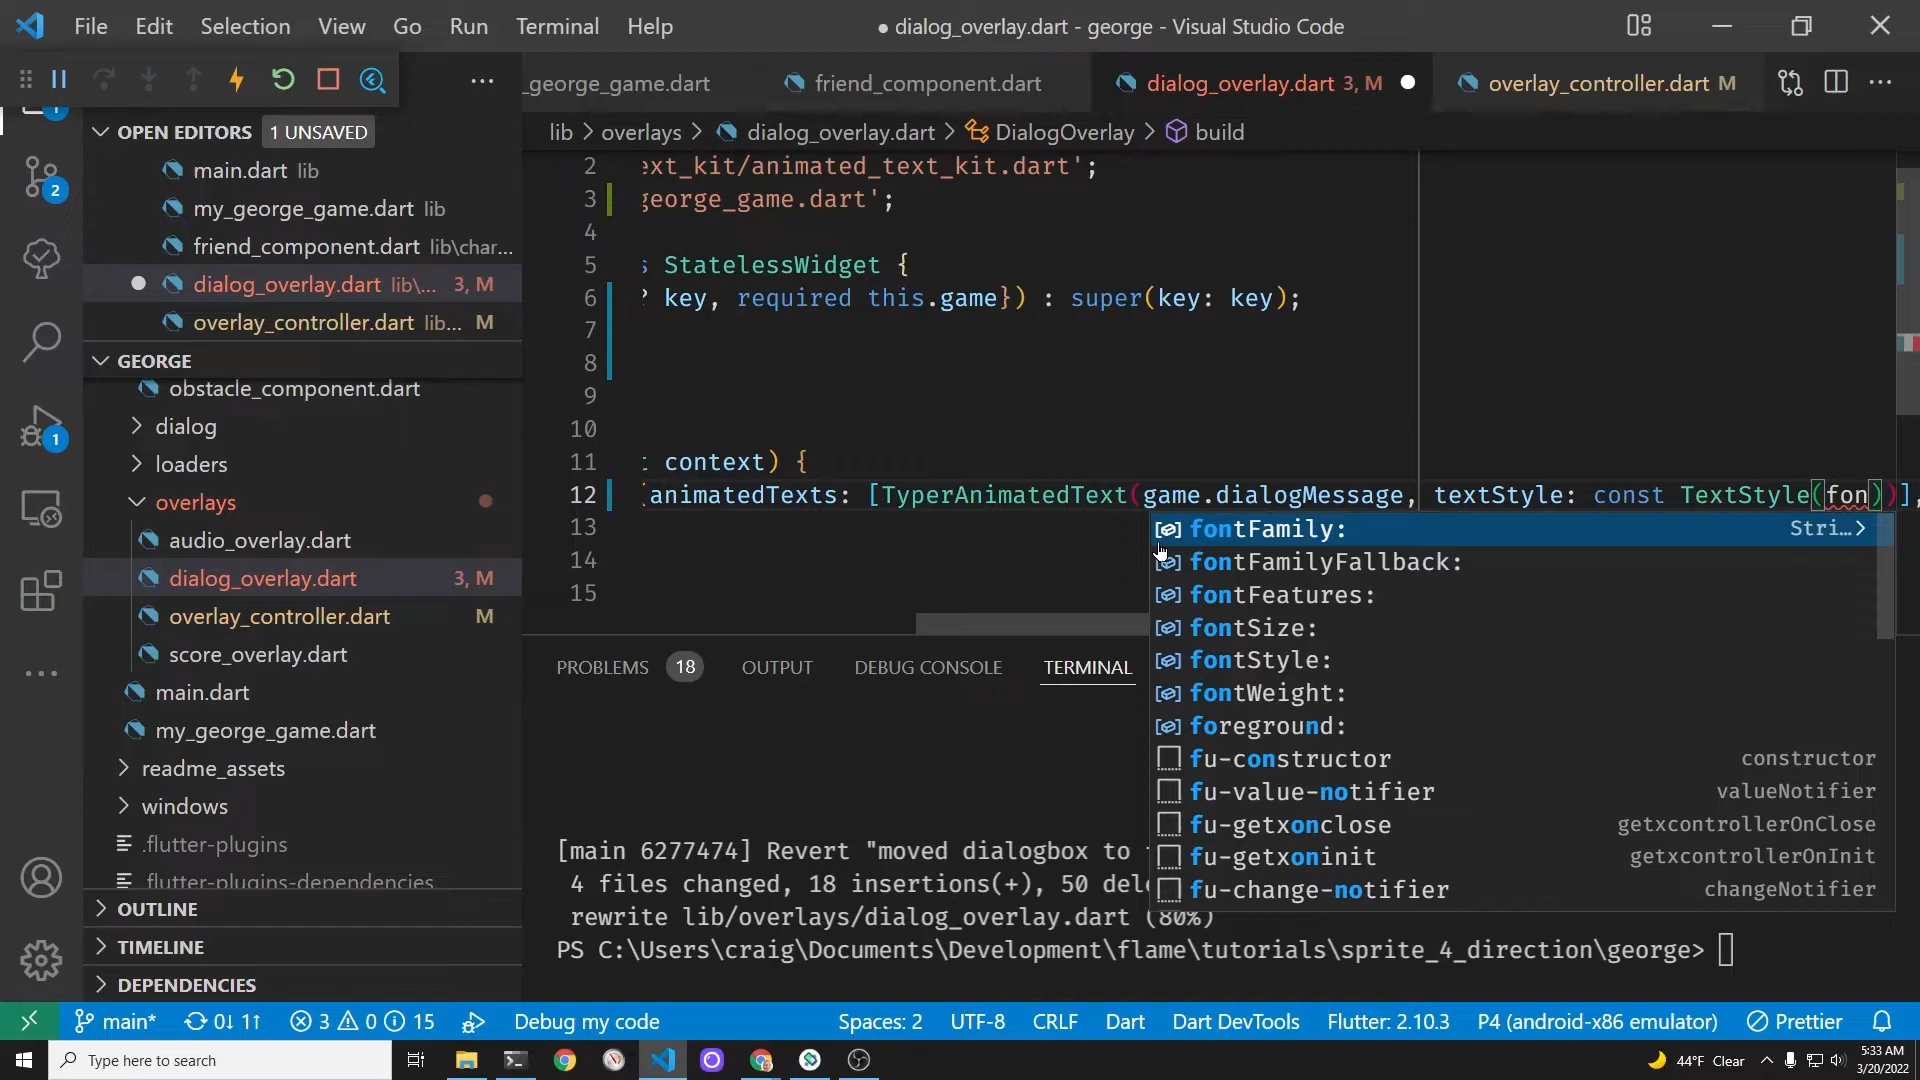 File Edit Selection View Go Run Terminal Help
● dialog_overlay.dart - george - Visual Studio Code
_george_game.dart
friend_component.dart
dialog_overlay.dart 3, M
overlay_controller.dart M
OPEN EDITORS 1 UNSAVED
main.dart lib
my_george_game.dart lib
friend_component.dart lib\char...
dialog_overlay.dart lib\... 3, M
overlay_controller.dart lib... M
GEORGE
obstacle_component.dart
dialog
loaders
overlays
audio_overlay.dart
dialog_overlay.dart 3, M
overlay_controller.dart M
score_overlay.dart
main.dart
my_george_game.dart
readme_assets
windows
.flutter-plugins
.flutter-plugins-dependencies
OUTLINE
TIMELINE
DEPENDENCIES
2
1
lib > overlays > dialog_overlay.dart > DialogOverlay > build
2 ext_kit/animated_text_kit.dart';
3 george_game.dart';
4
5 s StatelessWidget {
6 ? key, required this.game}) : super(key: key);
7
8
9
10
11 t context) {
12 (animatedTexts: [TyperAnimatedText(game.dialogMessage, textStyle: const TextStyle(fon))],
13
14
15
fontFamily: Stri...>
fontFamilyFallback:
fontFeatures:
fontSize:
fontStyle:
fontWeight:
foreground:
fu-constructor constructor
fu-value-notifier valueNotifier
fu-getxonclose getxcontrollerOnClose
fu-getxoninit getxcontrollerOnInit
fu-change-notifier changeNotifier
PROBLEMS 18 OUTPUT DEBUG CONSOLE TERMINAL
[main 6277474] Revert "moved dialogbox to
4 files changed, 18 insertions(+), 50 del
rewrite lib/overlays/dialog_overlay.dart (80%)
PS C:\Users\craig\Documents\Development\flame\tutorials\sprite_4_direction\george>
main* 0↓ 1↑ 3 0 15 Debug my code Spaces: 2 UTF-8 CRLF Dart Dart DevTools Flutter: 2.10.3 P4 (android-x86 emulator) Prettier
Type here to search
44°F Clear
5:33 AM
3/20/2022